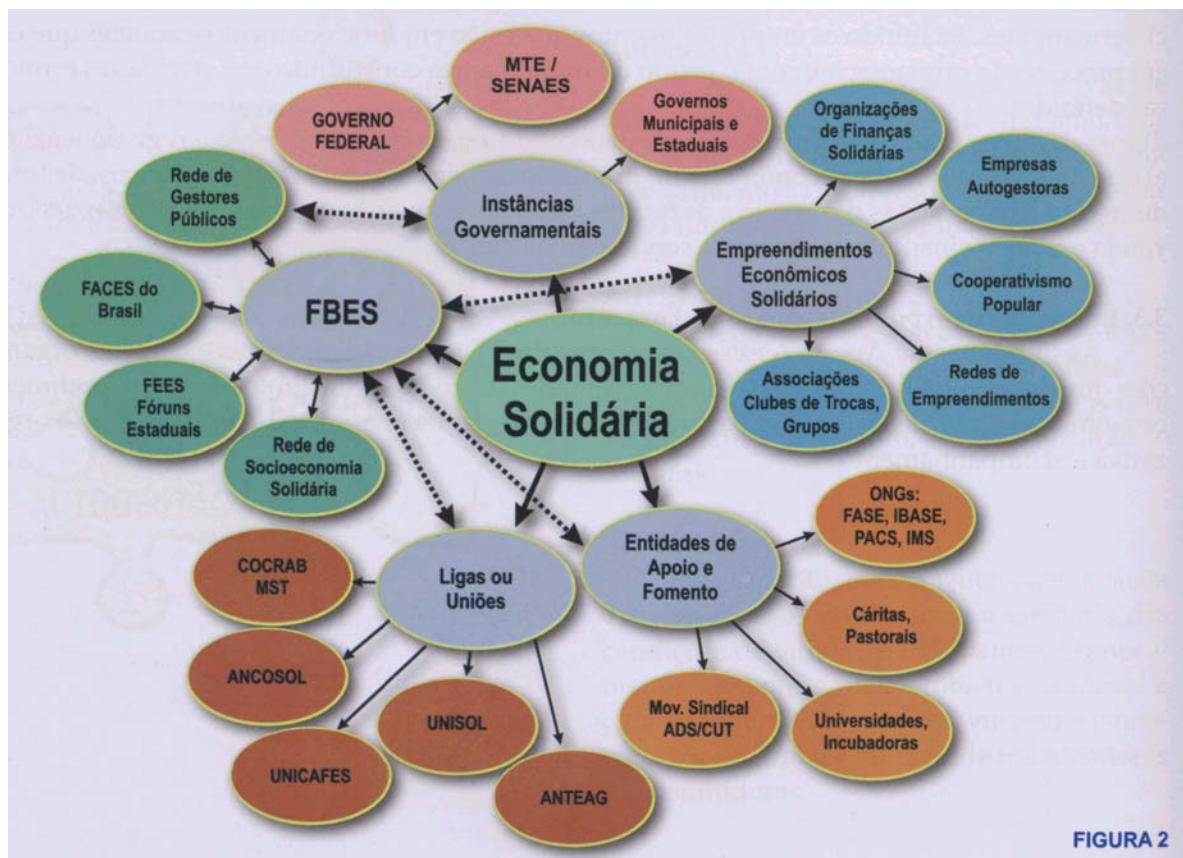 MTE /
SENAES
GOVERNO
FEDERAL
Governos
Municipais e
Estaduais
Organizações
de Finanças
Solidárias
Empresas
Autogestoras
Rede de
Gestores
Públicos
Instâncias
Governamentais
Empreendimentos
Econômicos
Solidários
Cooperativismo
Popular
FACES do
Brasil
FBES
Economia
Solidária
Associações
Clubes de Trocas,
Grupos
Redes de
Empreendimentos
FEES
Fóruns
Estaduais
Rede de
Socioeconomia
Solidária
ONGs:
FASE, IBASE,
PACS, IMS
COCRAB
MST
Ligas ou
Uniões
Entidades de
Apoio e
Fomento
Cáritas,
Pastorais
ANCOSOL
UNISOL
Mov. Sindical
ADS/CUT
Universidades,
Incubadoras
UNICAFES
ANTEAG
FIGURA 2